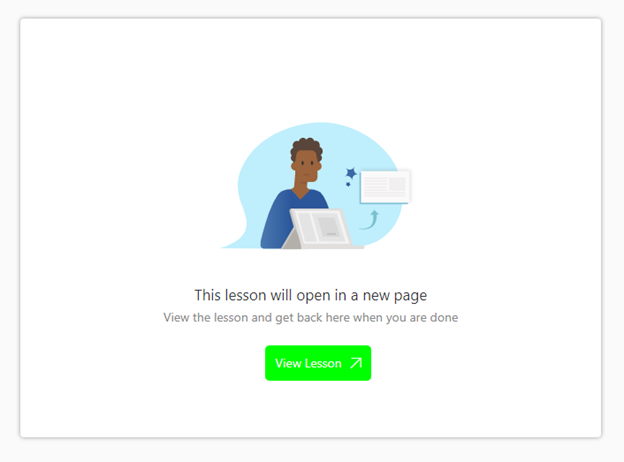 This lesson will open in a new page
View the lesson and get back here when you are done
View Lesson